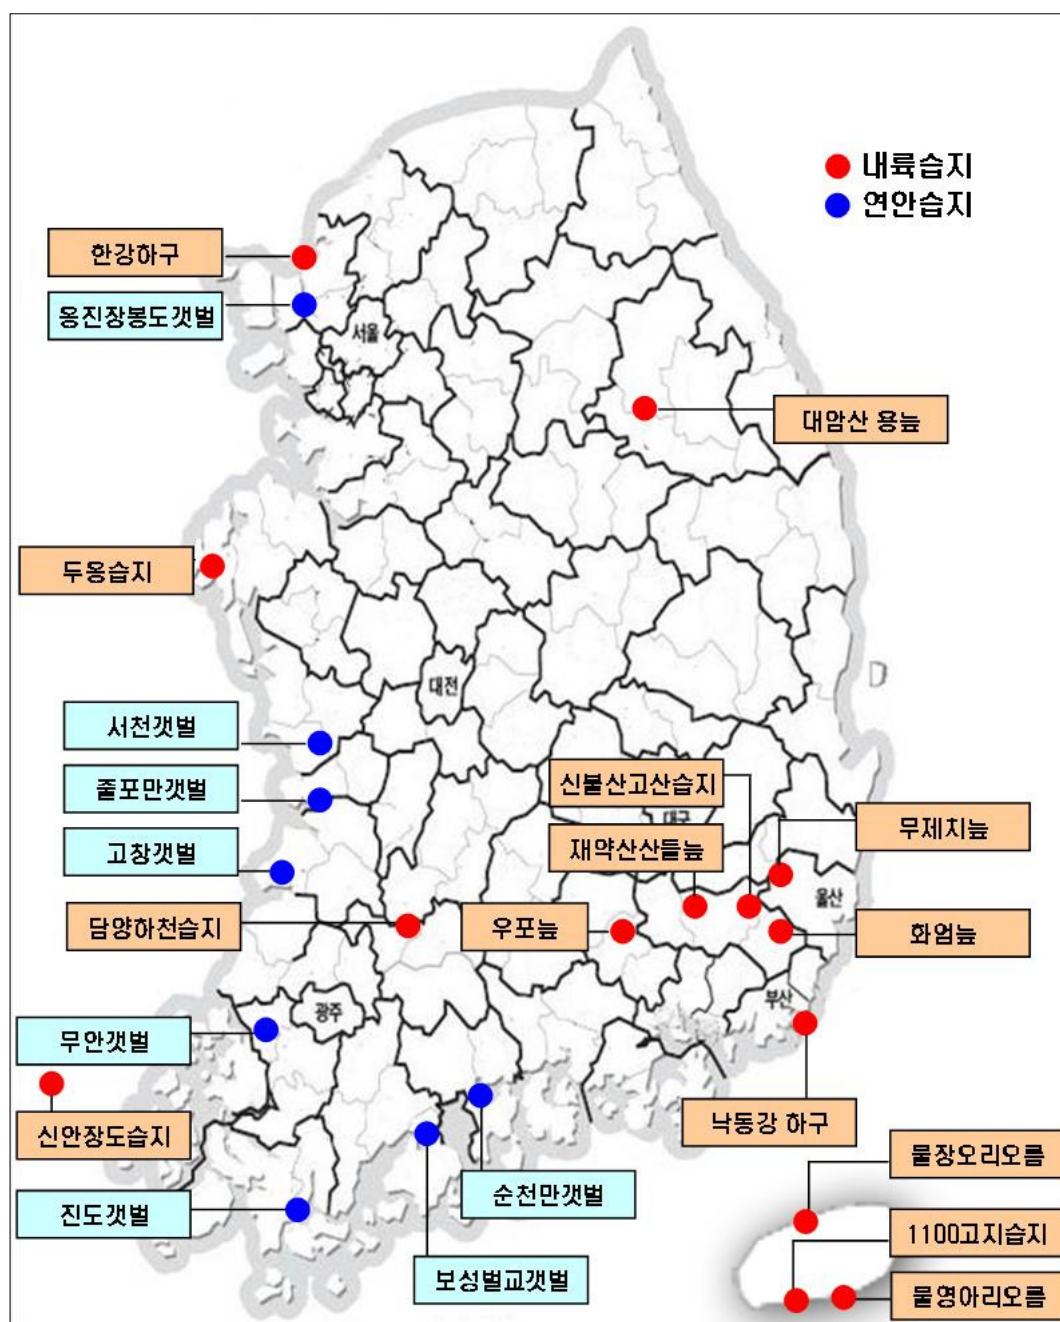 내륙습지
연안습지
한강하구
옹진장봉도갯벌
서울
대암산 용늪
두웅습지
대전
서천갯벌
줄포만갯벌
고창갯벌
담양하천습지
신불산고산습지
대구
재약산산들늪
무제치늪
우포늪
울산
화엄늪
광주
부산
무안갯벌
신안장도습지
낙동강 하구
순천만갯벌
진도갯벌
보성벌교갯벌
물장오리오름
1100고지습지
물영아리오름